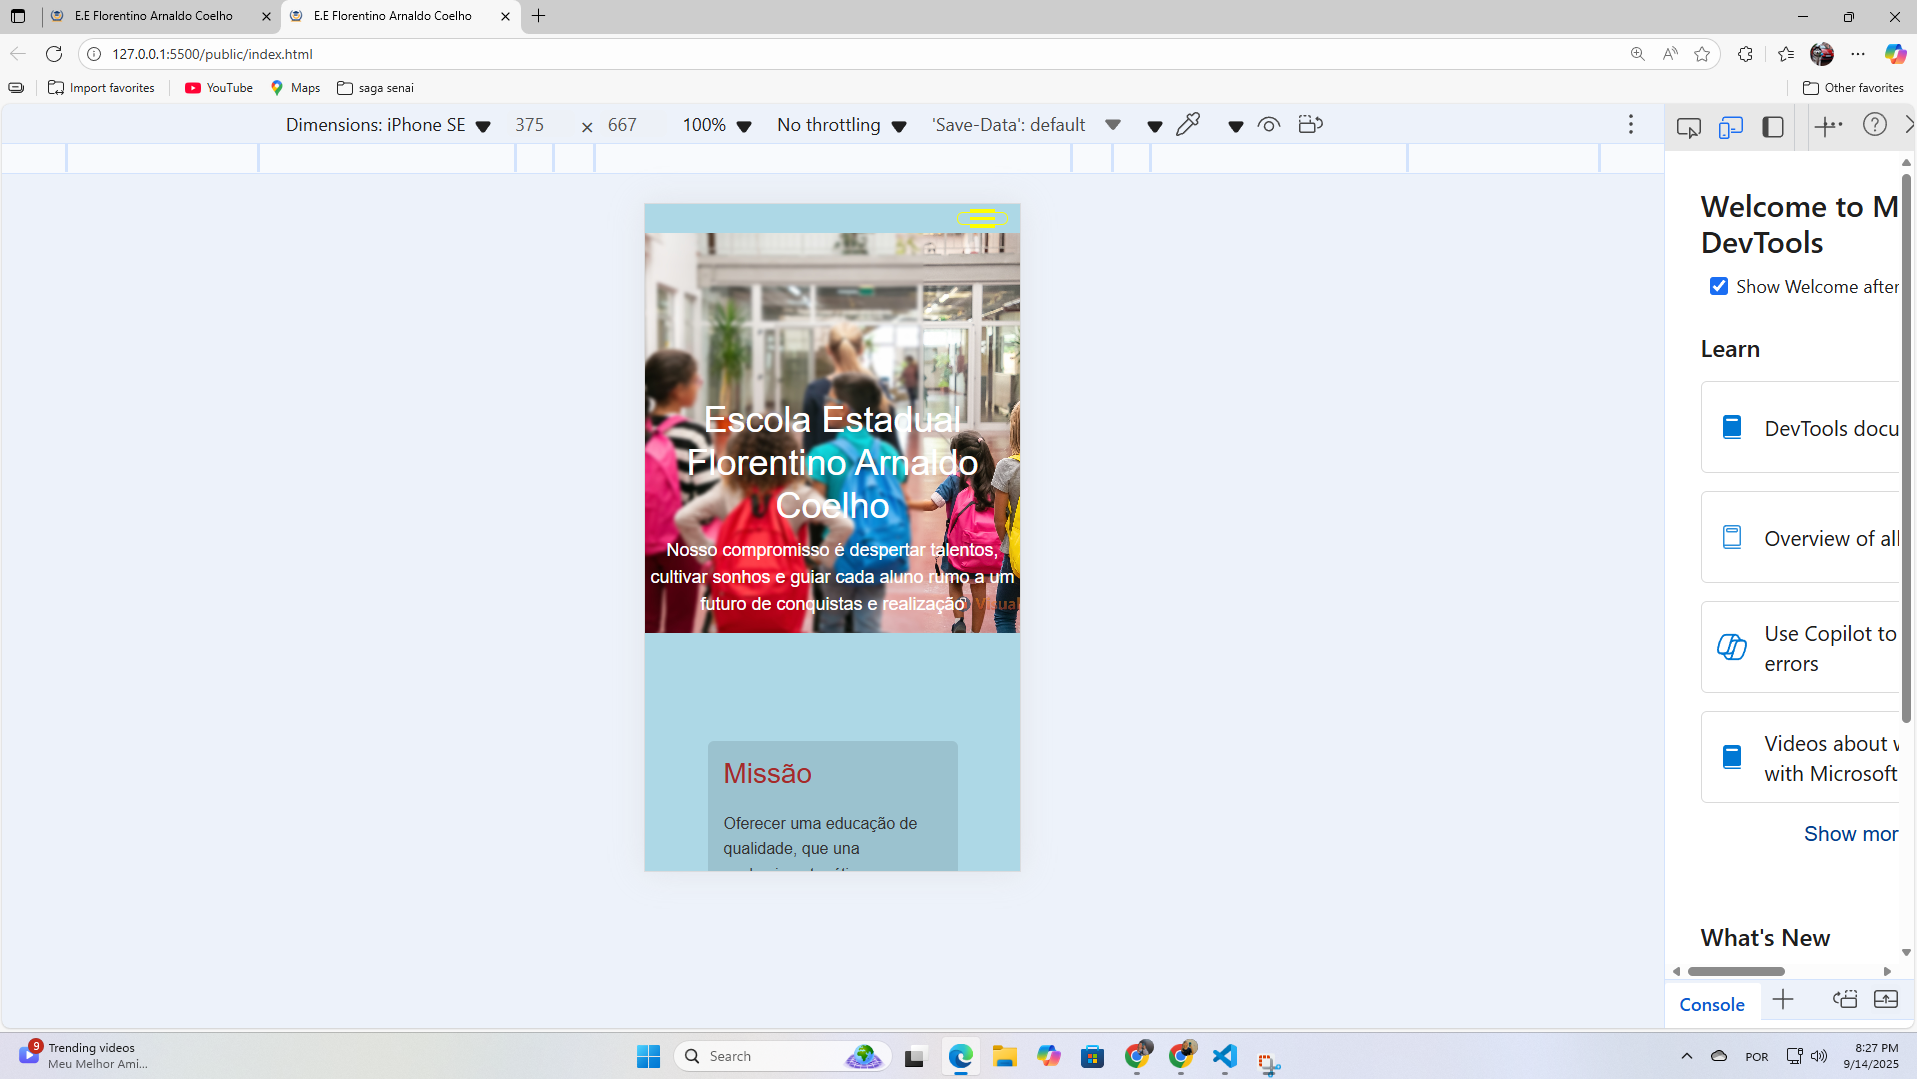 E.E Florentino Arnaldo Coelho
E.E Florentino Arnaldo Coelho
127.0.0.1:5500/public/index.html
Import favorites
YouTube
Maps
saga senai
Other favorites
Dimensions: iPhone SE
375
×
667
100%
No throttling
'Save-Data': default
Welcome to M
DevTools
Show Welcome after
Learn
DevTools docu
Overview of all
Use Copilot to
errors
Videos about w
with Microsoft
Show mor
What's New
Console
Escola Estadual
Florentino Arnaldo
Coelho
Nosso compromisso é despertar talentos,
cultivar sonhos e guiar cada aluno rumo a um
futuro de conquistas e realização
Visual
Missão
Oferecer uma educação de
qualidade, que una
9
Trending videos
Meu Melhor Ami...
Search
POR
8:27 PM
9/14/2025